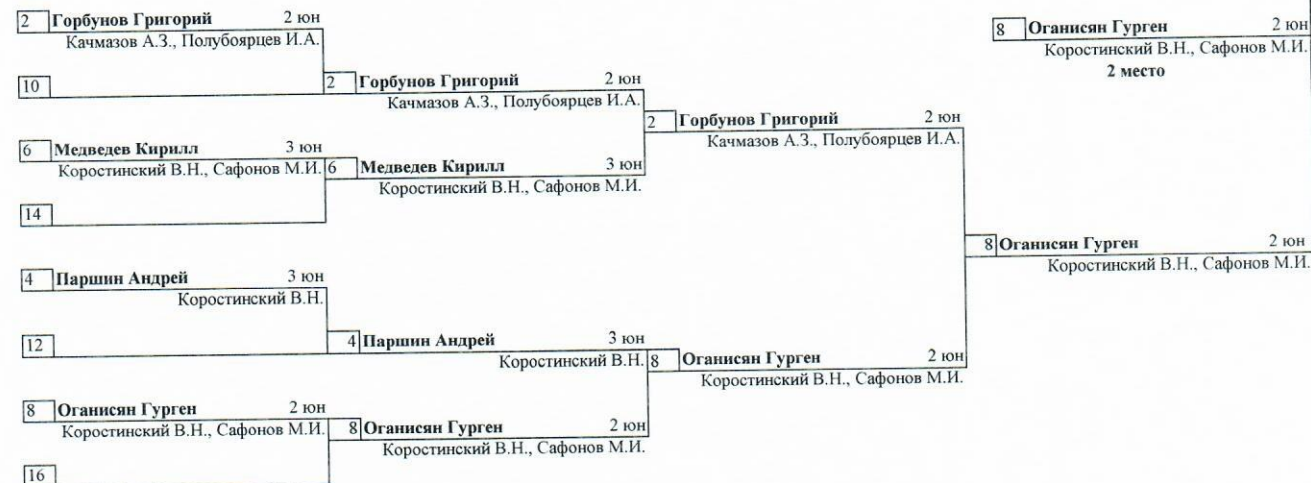 2 Горбунов Григорий 2 юн
Качмазов А.З., Полубоярцев И.А.
10
6 Медведев Кирилл 3 юн
Коростинский В.Н., Сафонов М.И.
14
4 Паршин Андрей 3 юн
Коростинский В.Н.
12
8 Оганисян Гурген 2 юн
Коростинский В.Н., Сафонов М.И.
16
2 Горбунов Григорий 2 юн
Качмазов А.З., Полубоярцев И.А.
6 Медведев Кирилл 3 юн
Коростинский В.Н., Сафонов М.И.
4 Паршин Андрей 3 юн
Коростинский В.Н.
8 Оганисян Гурген 2 юн
Коростинский В.Н., Сафонов М.И.
2 Горбунов Григорий 2 юн
Качмазов А.З., Полубоярцев И.А.
8 Оганисян Гурген 2 юн
Коростинский В.Н., Сафонов М.И.
8 Оганисян Гурген 2 юн
Коростинский В.Н., Сафонов М.И.
2 место
8 Оганисян Гурген 2 юн
Коростинский В.Н., Сафонов М.И.